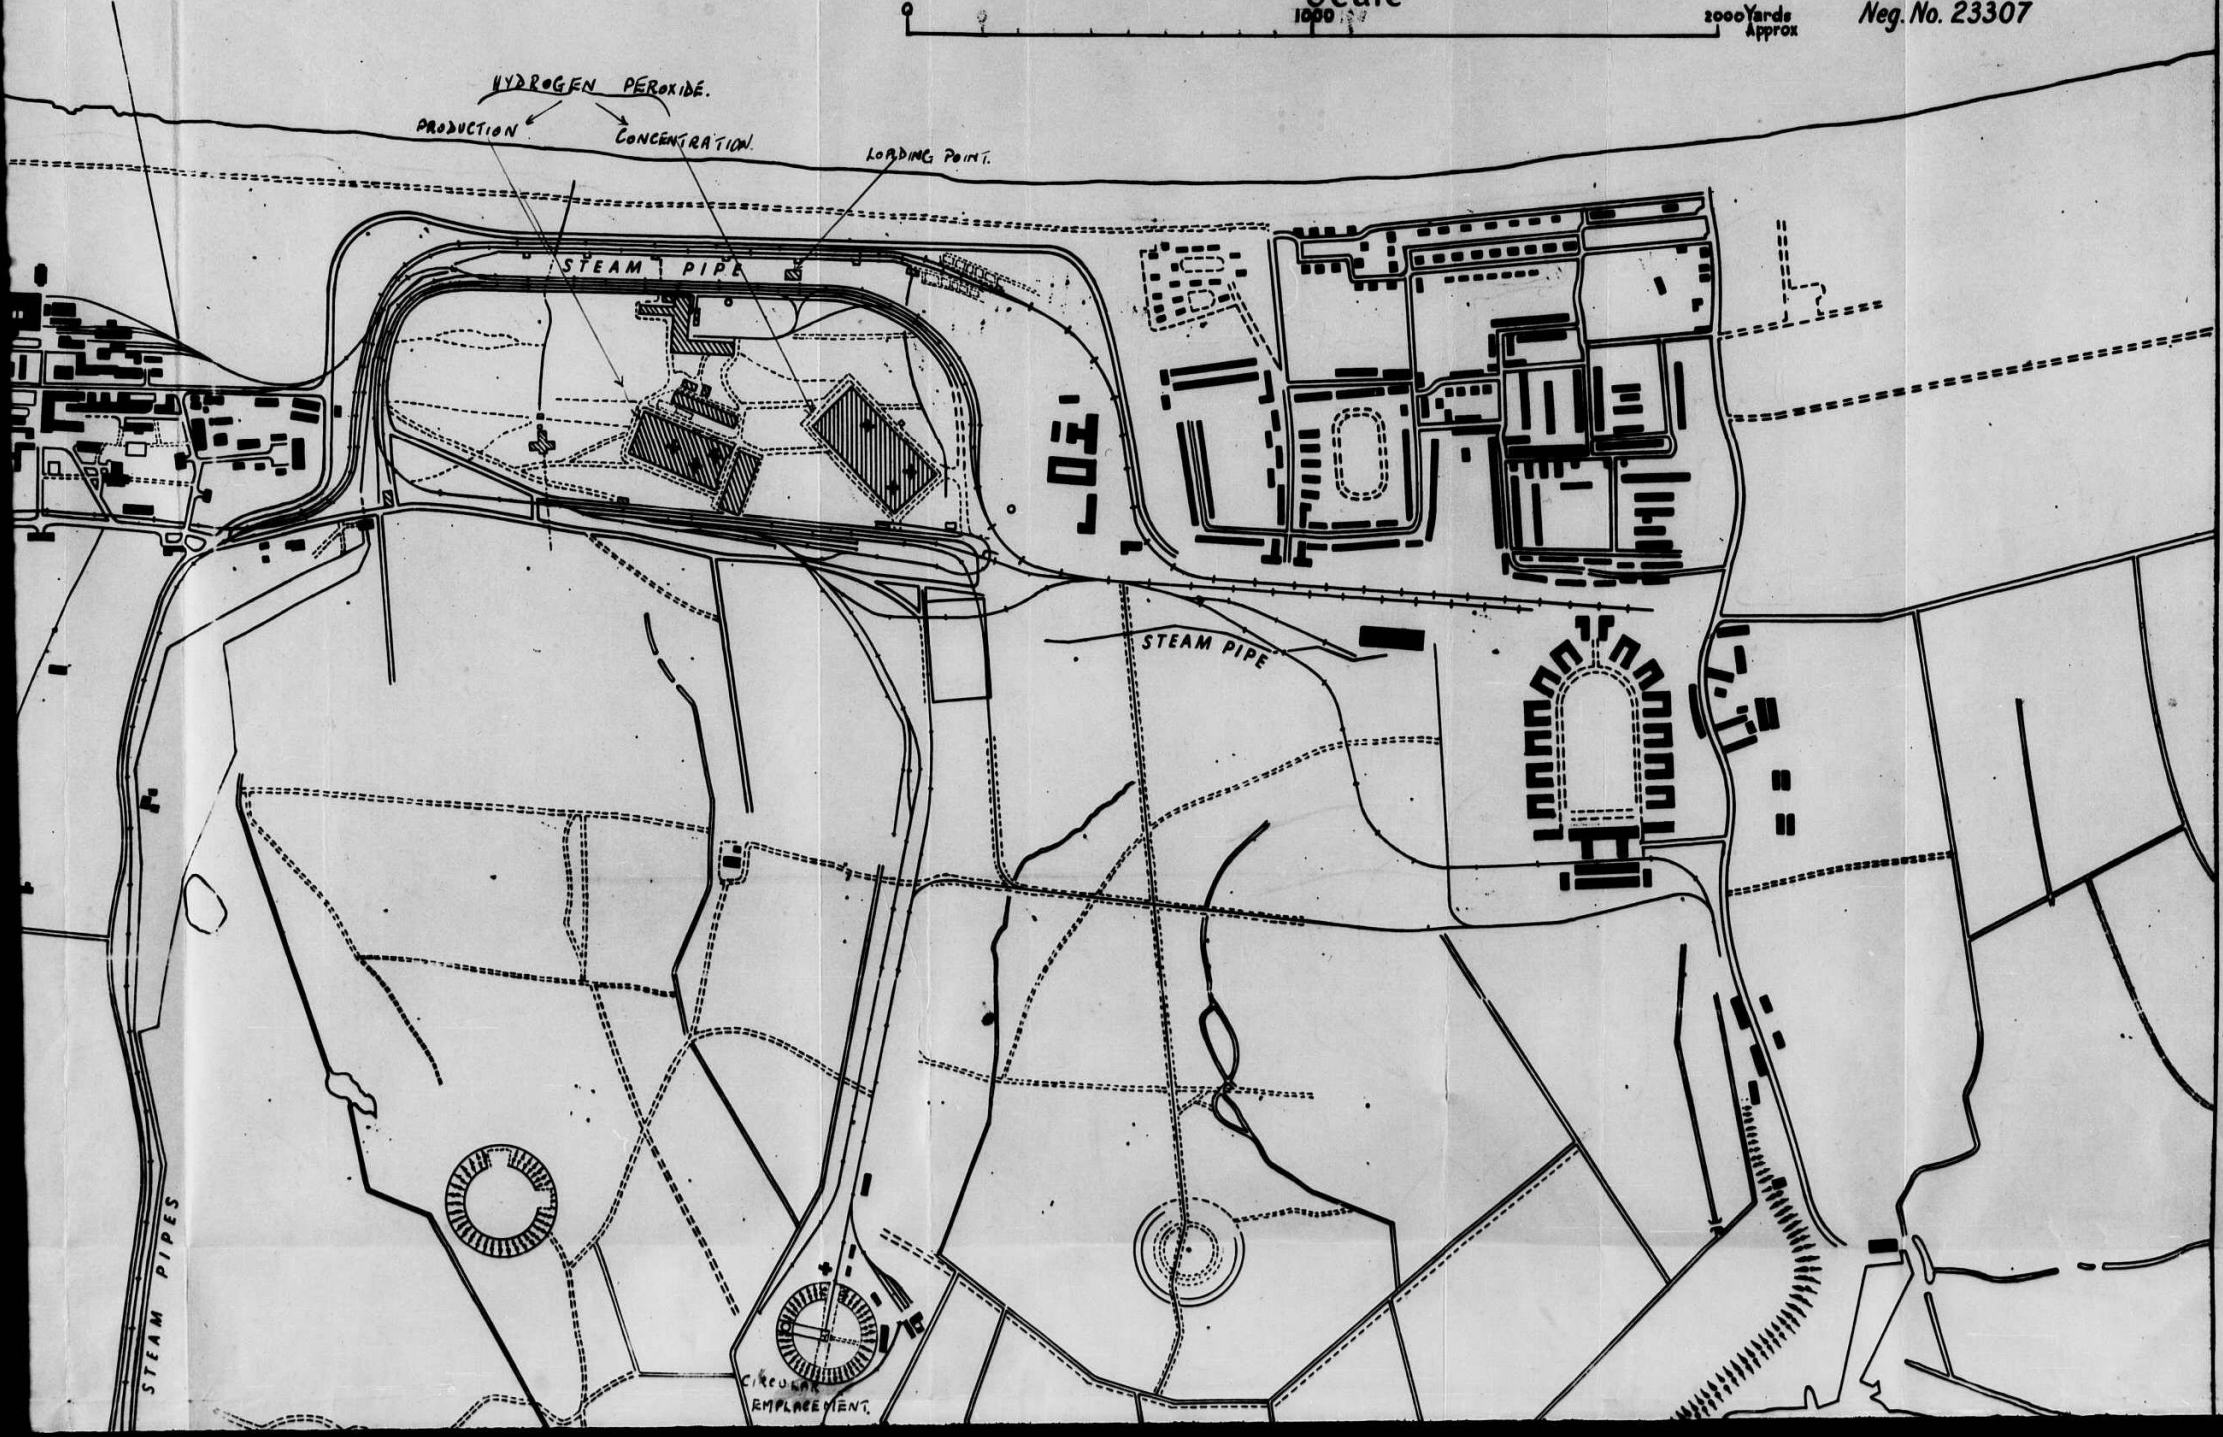 Scale
0
1000
2000 Yards
Approx
Neg. No. 23307
HYDROGEN PEROXIDE.
PRODUCTION
CONCENTRATION.
LOADING POINT.
STEAM PIPE
STEAM PIPE
STEAM PIPES
CIRCULAR
EMPLACEMENT.